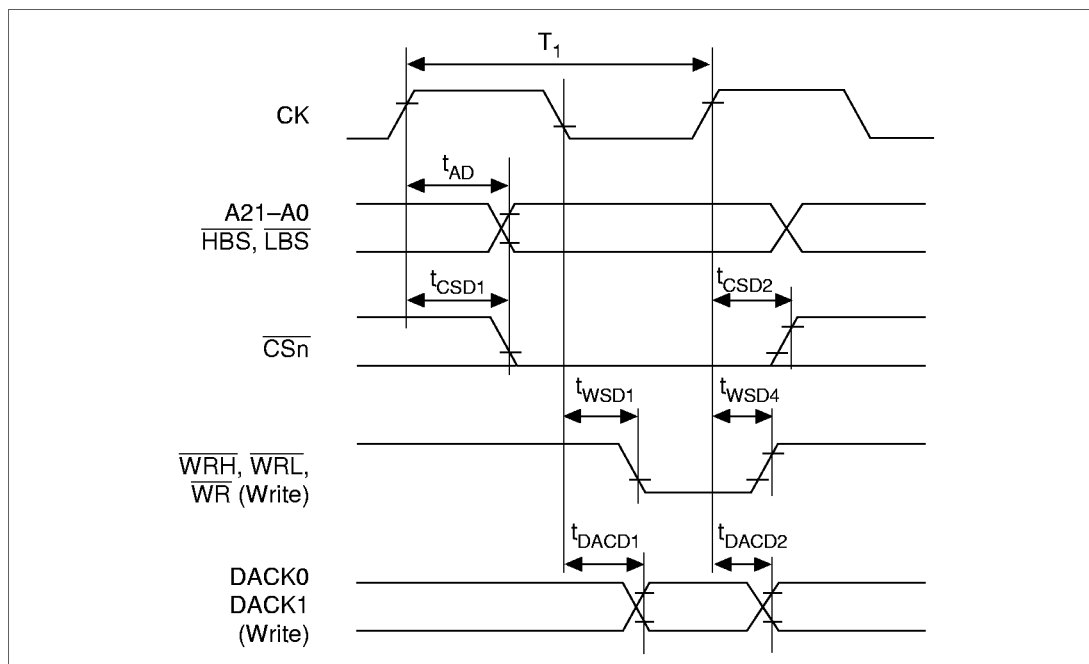 T1
CK
tAD
A21–A0
HBS, LBS
tCSD1
tCSD2
CSn
tWSD1
tWSD4
WRH, WRL,
WR (Write)
tDACD1
tDACD2
DACK0
DACK1
(Write)